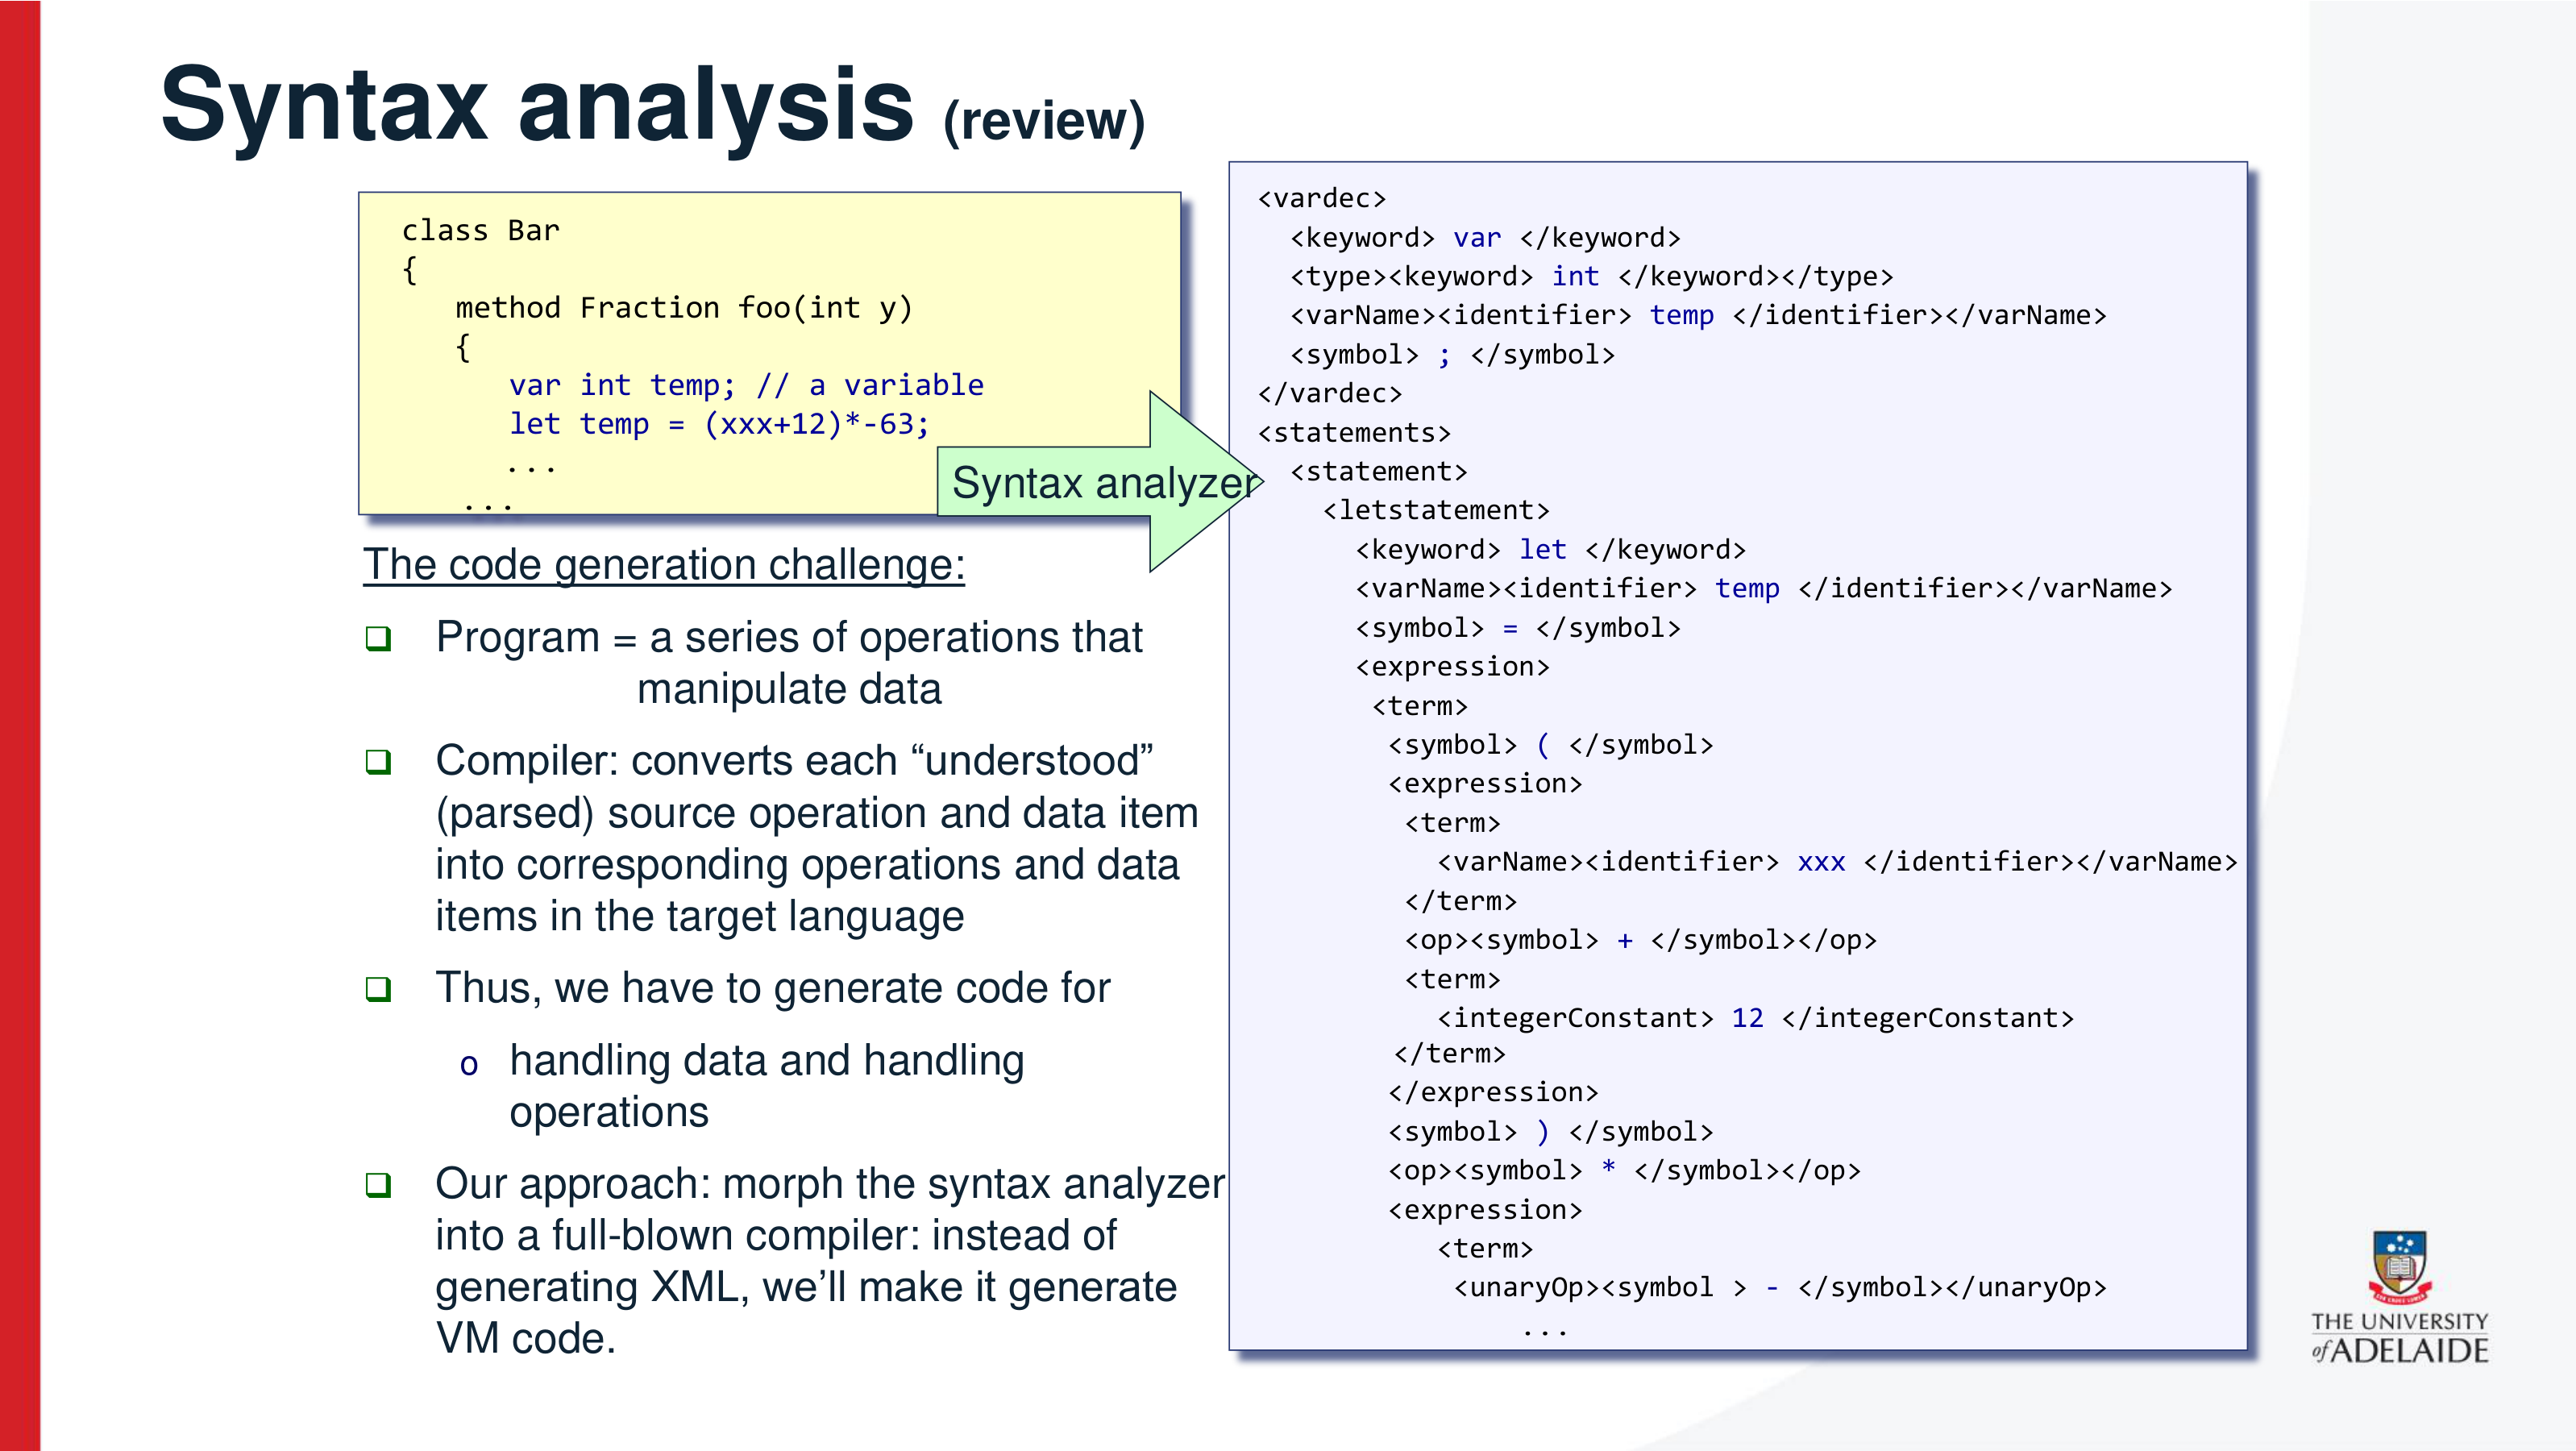 Syntax analysis (review)
class Bar
{
method Fraction foo(int y)
{
var int temp; // a variable
let temp = (xxx+12)*-63;
...
...
Syntax analyzer
The code generation challenge:
❑ Program = a series of operations that
manipulate data
❑ Compiler: converts each “understood”
(parsed) source operation and data item
into corresponding operations and data
items in the target language
❑ Thus, we have to generate code for
o handling data and handling
operations
❑ Our approach: morph the syntax analyzer
into a full-blown compiler: instead of
generating XML, we’ll make it generate
VM code.
<vardec>
<keyword> var </keyword>
<type><keyword> int </keyword></type>
<varName><identifier> temp </identifier></varName>
<symbol> ; </symbol>
</vardec>
<statements>
<statement>
<letstatement>
<keyword> let </keyword>
<varName><identifier> temp </identifier></varName>
<symbol> = </symbol>
<expression>
<term>
<symbol> ( </symbol>
<expression>
<term>
<varName><identifier> xxx </identifier></varName>
</term>
<op><symbol> + </symbol></op>
<term>
<integerConstant> 12 </integerConstant>
</term>
</expression>
<symbol> ) </symbol>
<op><symbol> * </symbol></op>
<expression>
<term>
<unaryOp><symbol > - </symbol></unaryOp>
...
THE UNIVERSITY
of ADELAIDE